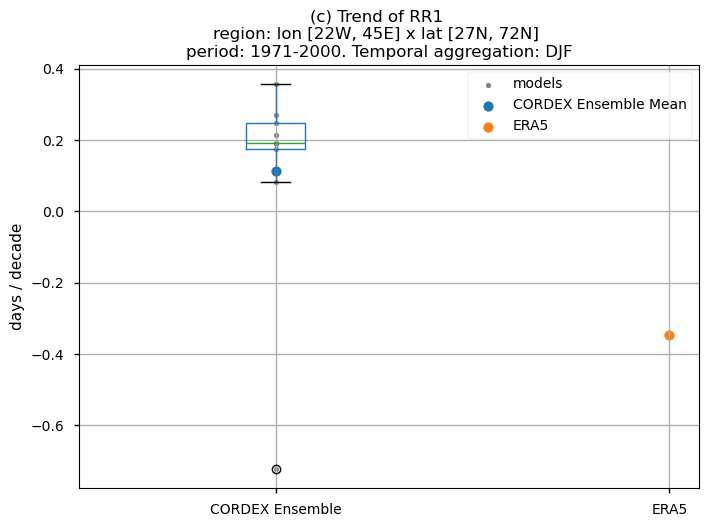 (c) Trend of RR1
region: lon [22W, 45E] x lat [27N, 72N]
period: 1971-2000. Temporal aggregation: DJF
models
CORDEX Ensemble Mean
ERA5
days / decade
0.4
0.2
0.0
−0.2
−0.4
−0.6
CORDEX Ensemble
ERA5